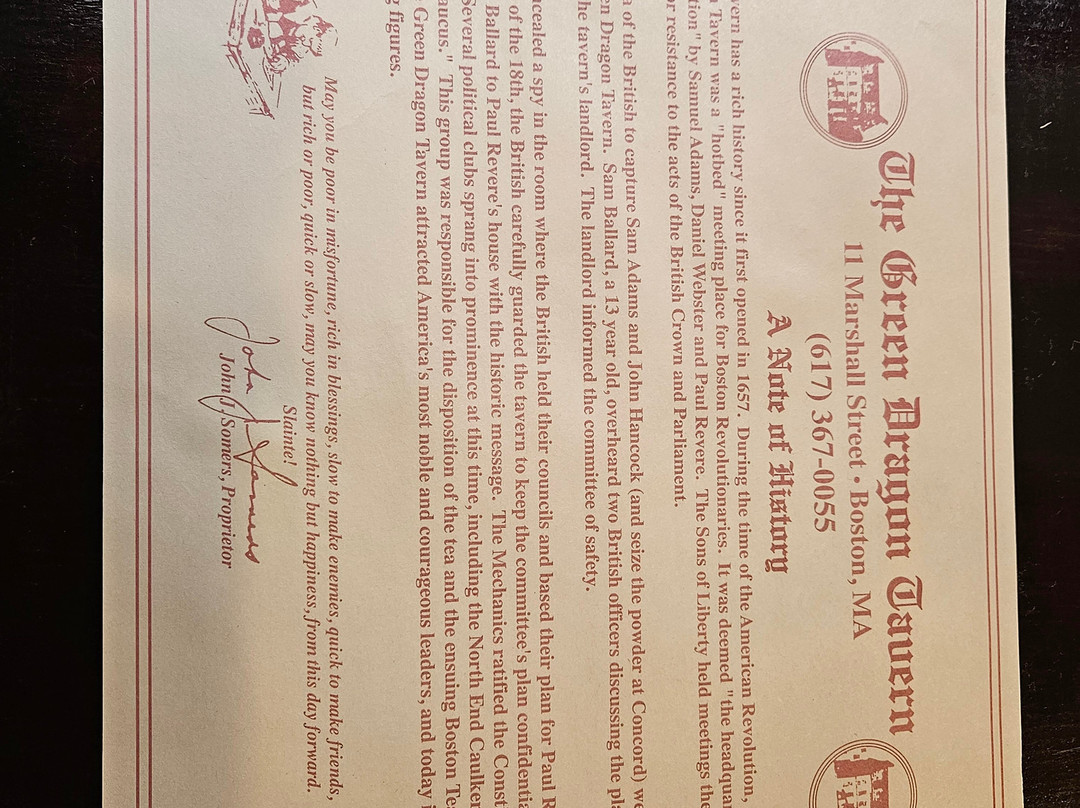 The Green Dragon Tavern
11 Marshall Street • Boston, MA
(617) 367-0055
A Note of History
vern has a rich history since it first opened in 1657. During the time of the American Revolution,
Tavern was a "hotbed" meeting place for Boston Revolutionaries. It was deemed "the headqua
tion" by Samuel Adams, Daniel Webster and Paul Revere. The Sons of Liberty held meetings the
or resistance to the acts of the British Crown and Parliament.
of the British to capture Sam Adams and John Hancock (and seize the powder at Concord) we
en Dragon Tavern. Sam Ballard, a 13 year old, overheard two British officers discussing the pla
he tavern's landlord. The landlord informed the committee of safety.
ncealed a spy in the room where the British held their councils and based their plan for Paul R
of the 18th, the British carefully guarded the tavern to keep the committee's plan confidentia
Ballard to Paul Revere's house with the historic message. The Mechanics ratified the Const
Several political clubs sprang into prominence at this time, including the North End Caulker
aucus." This group was responsible for the disposition of the tea and the ensuing Boston Te
Green Dragon Tavern attracted America's most noble and courageous leaders, and today i
g figures.
May you be poor in misfortune, rich in blessings, slow to make enemies, quick to make friends,
but rich or poor, quick or slow, may you know nothing but happiness, from this day forward.
Slainte!
John J. Somers
John J. Somers, Proprietor